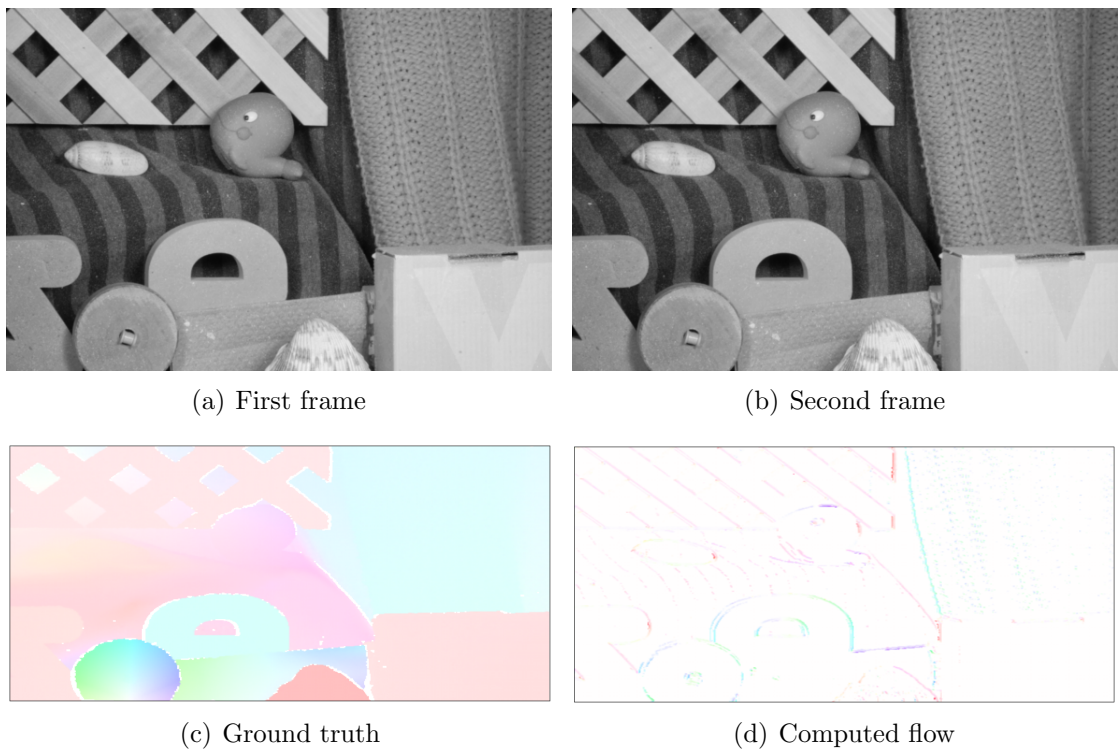 (a) First frame
(b) Second frame
(c) Ground truth
(d) Computed flow